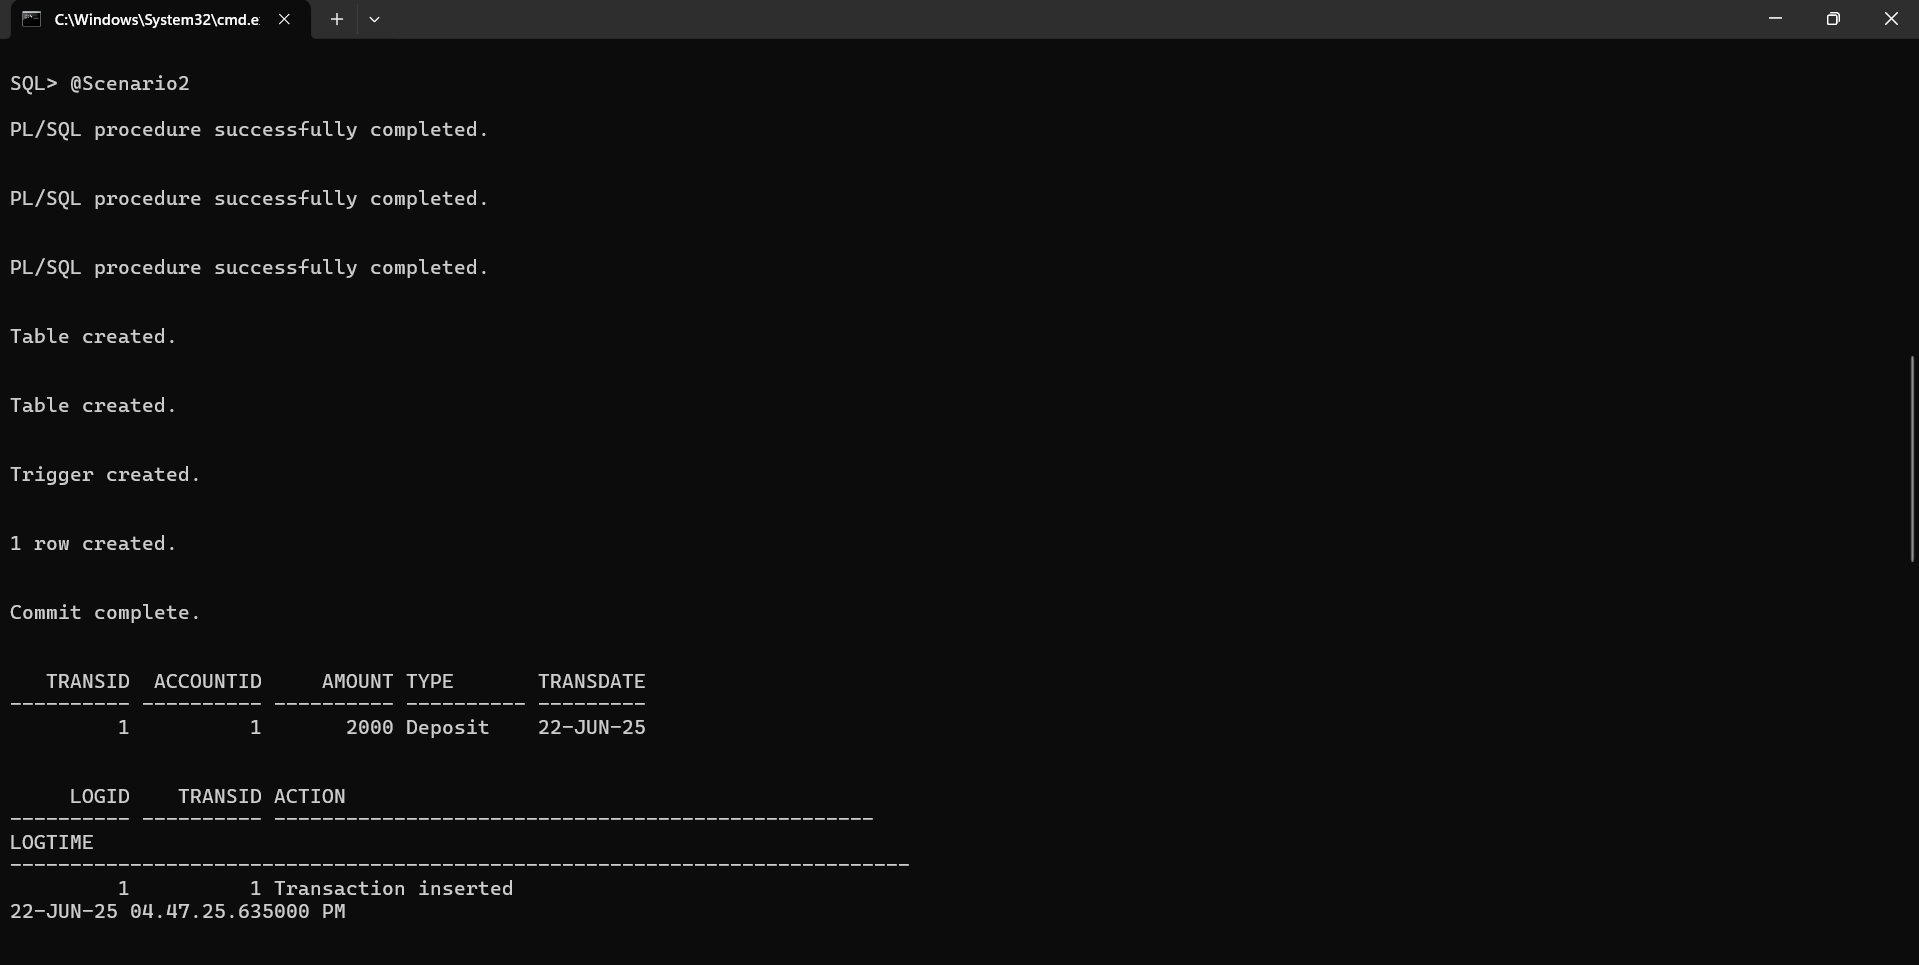 C:\Windows\System32\cmd.e
SQL> @Scenario2
PL/SQL procedure successfully completed.
PL/SQL procedure successfully completed.
PL/SQL procedure successfully completed.
Table created.
Table created.
Trigger created.
1 row created.
Commit complete.
   TRANSID  ACCOUNTID     AMOUNT TYPE       TRANSDATE
---------- ---------- ---------- ---------- ---------
         1          1       2000 Deposit    22-JUN-25
     LOGID    TRANSID ACTION
---------- ---------- --------------------------------------------------
LOGTIME
---------------------------------------------------------------------------
         1          1 Transaction inserted
22-JUN-25 04.47.25.635000 PM